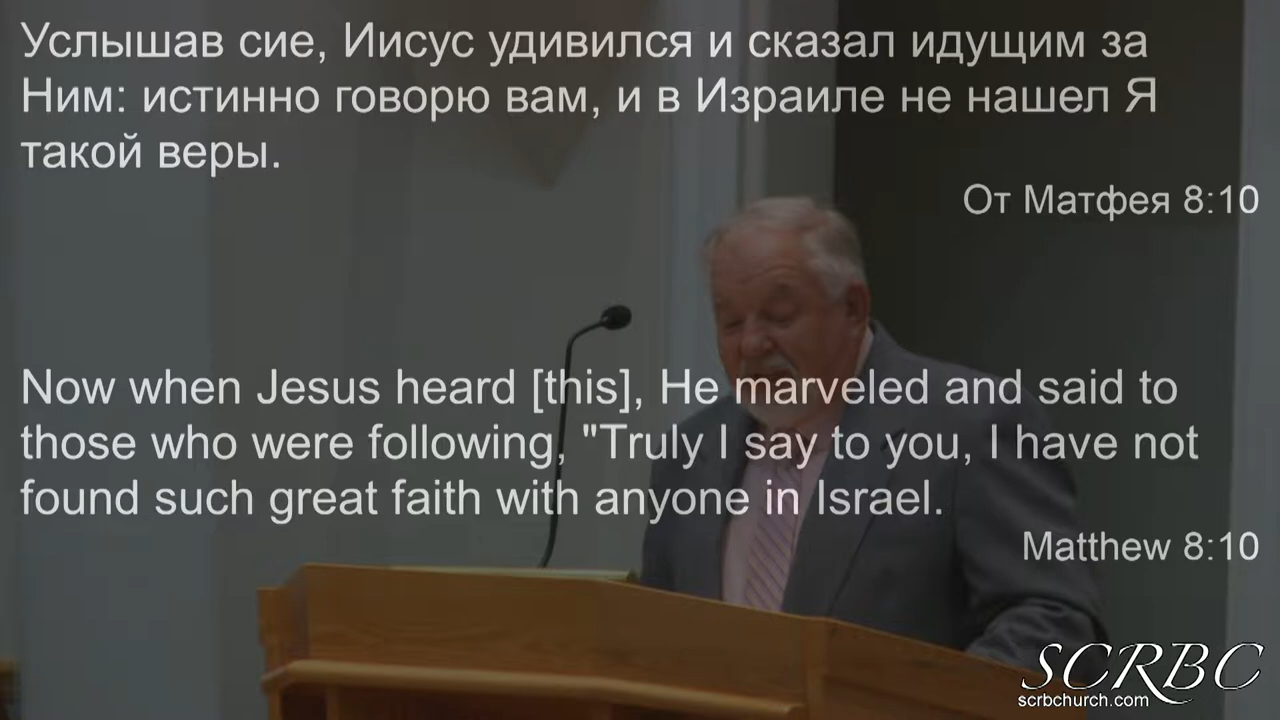 Услышав сие, Иисус удивился и сказал идущим за
Ним: истинно говорю вам, и в Израиле не нашел Я
такой веры.
От Матфея 8:10
Now when Jesus heard [this], He marveled and said to
those who were following, "Truly I say to you, I have not
found such great faith with anyone in Israel.
Matthew 8:10
SCRBC
scrbchurch.com